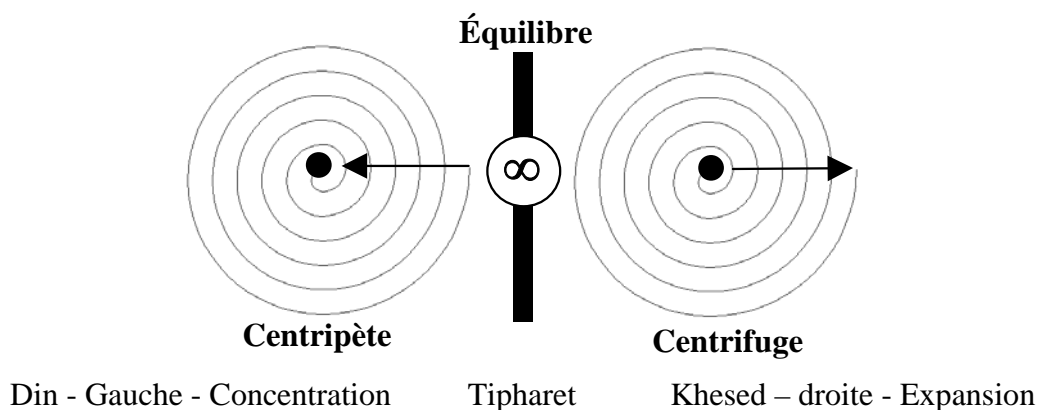 Équilibre
∞
Centripète
Centrifuge
Din - Gauche - Concentration
Tipharet
Khesed – droite - Expansion